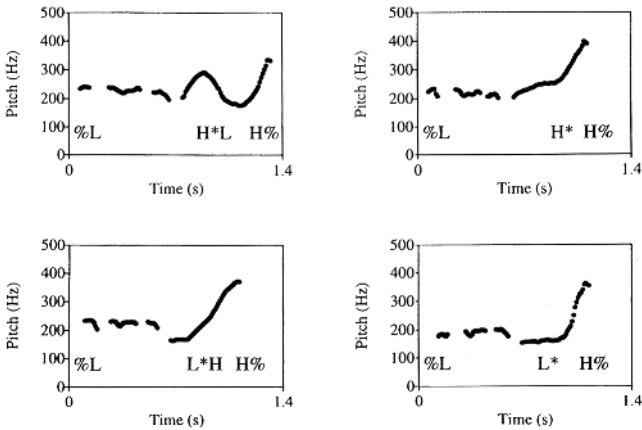 500
400
300
200
100
0
Pitch (Hz)
%L H*L H%
0 1.4
Time (s)
500
400
300
200
100
0
Pitch (Hz)
%L H* H%
0 1.4
Time (s)
500
400
300
200
100
0
Pitch (Hz)
%L L*H H%
0 1.4
Time (s)
500
400
300
200
100
0
Pitch (Hz)
%L L* H%
0 1.4
Time (s)